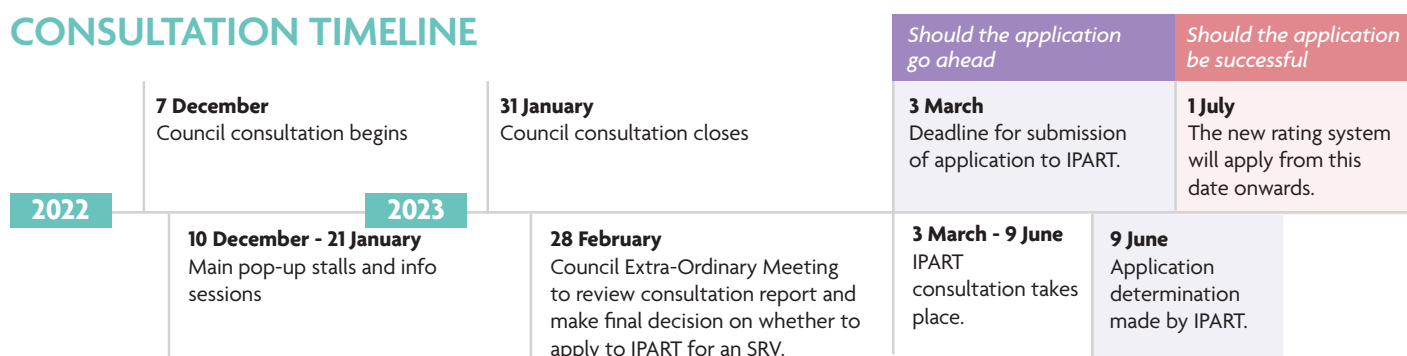 CONSULTATION TIMELINE
Should the application
go ahead
Should the application
be successful
7 December
Council consultation begins
31 January
Council consultation closes
3 March
Deadline for submission
of application to IPART.
1 July
The new rating system
will apply from this
date onwards.
2022
2023
10 December - 21 January
Main pop-up stalls and info
sessions
28 February
Council Extra-Ordinary Meeting
to review consultation report and
make final decision on whether to
apply to IPART for an SRV.
3 March - 9 June
IPART
consultation takes
place.
9 June
Application
determination
made by IPART.